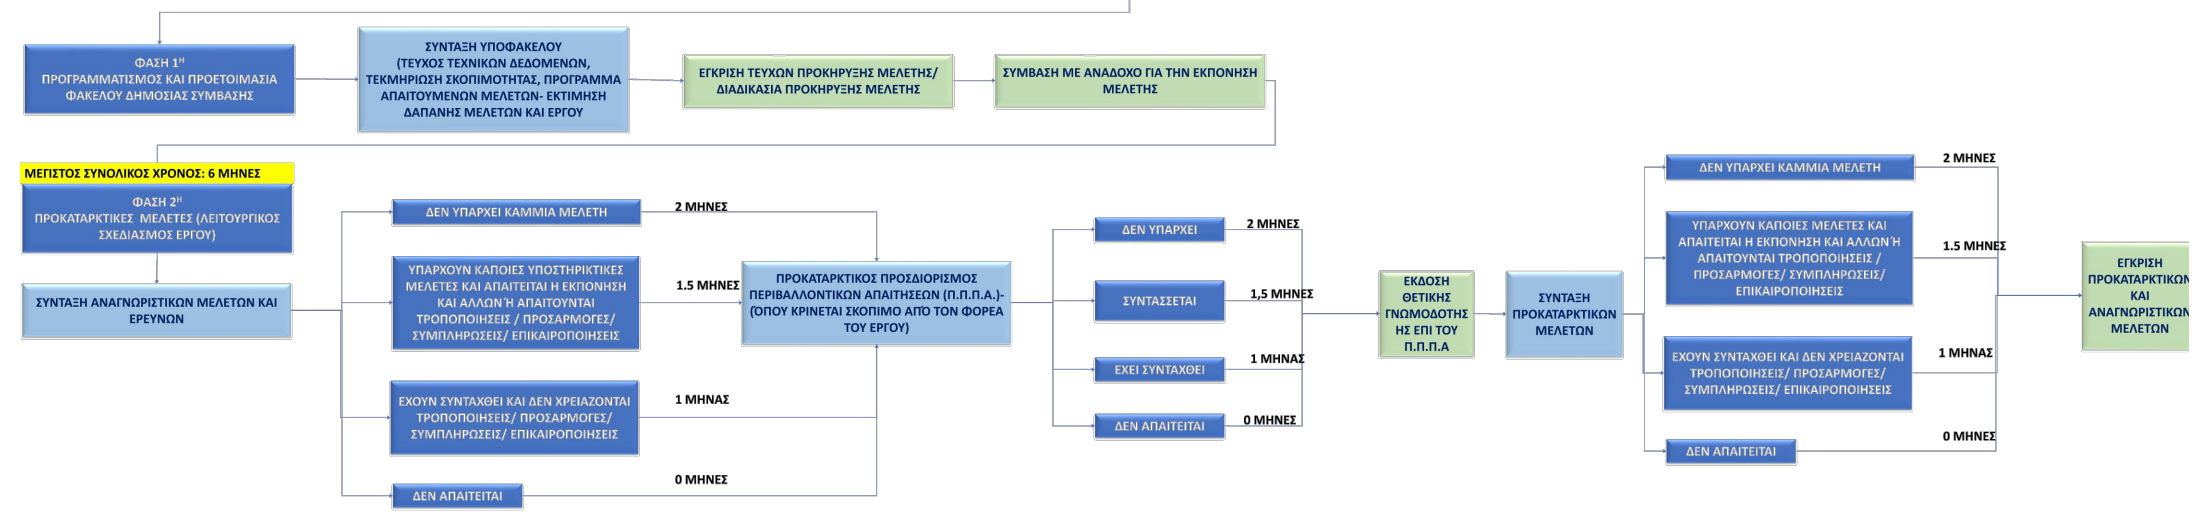 ΦΑΣΗ 1Η
ΠΡΟΓΡΑΜΜΑΤΙΣΜΟΣ ΚΑΙ ΠΡΟΕΤΟΙΜΑΣΙΑ
ΦΑΚΕΛΟΥ ΔΗΜΟΣΙΑΣ ΣΥΜΒΑΣΗΣ
ΣΥΝΤΑΞΗ ΥΠΟΦΑΚΕΛΟΥ
(ΤΕΥΧΟΣ ΤΕΧΝΙΚΩΝ ΔΕΔΟΜΕΝΩΝ,
ΤΕΚΜΗΡΙΩΣΗ ΣΚΟΠΙΜΟΤΗΤΑΣ, ΠΡΟΓΡΑΜΜΑ
ΑΠΑΙΤΟΥΜΕΝΩΝ ΜΕΛΕΤΩΝ- ΕΚΤΙΜΗΣΗ
ΔΑΠΑΝΗΣ ΜΕΛΕΤΩΝ ΚΑΙ ΕΡΓΟΥ
ΕΓΚΡΙΣΗ ΤΕΥΧΩΝ ΠΡΟΚΗΡΥΞΗΣ ΜΕΛΕΤΗΣ/
ΔΙΑΔΙΚΑΣΙΑ ΠΡΟΚΗΡΥΞΗΣ ΜΕΛΕΤΗΣ
ΣΥΜΒΑΣΗ ΜΕ ΑΝΑΔΟΧΟ ΓΙΑ ΤΗΝ ΕΚΠΟΝΗΣΗ
ΜΕΛΕΤΗΣ
ΜΕΓΙΣΤΟΣ ΣΥΝΟΛΙΚΟΣ ΧΡΟΝΟΣ: 6 ΜΗΝΕΣ
ΦΑΣΗ 2Η
ΠΡΟΚΑΤΑΡΚΤΙΚΕΣ ΜΕΛΕΤΕΣ (ΛΕΙΤΟΥΡΓΙΚΟΣ
ΣΧΕΔΙΑΣΜΟΣ ΕΡΓΟΥ)
ΣΥΝΤΑΞΗ ΑΝΑΓΝΩΡΙΣΤΙΚΩΝ ΜΕΛΕΤΩΝ ΚΑΙ
ΕΡΕΥΝΩΝ
ΔΕΝ ΥΠΑΡΧΕΙ ΚΑΜΜΙΑ ΜΕΛΕΤΗ
2 ΜΗΝΕΣ
ΥΠΑΡΧΟΥΝ ΚΑΠΟΙΕΣ ΥΠΟΣΤΗΡΙΚΤΙΚΕΣ
ΜΕΛΕΤΕΣ ΚΑΙ ΑΠΑΙΤΕΙΤΑΙ Η ΕΚΠΟΝΗΣΗ
ΚΑΙ ΑΛΛΩΝ Ή ΑΠΑΙΤΟΥΝΤΑΙ
ΤΡΟΠΟΠΟΙΗΣΕΙΣ / ΠΡΟΣΑΡΜΟΓΕΣ/
ΣΥΜΠΛΗΡΩΣΕΙΣ/ ΕΠΙΚΑΙΡΟΠΟΙΗΣΕΙΣ
1.5 ΜΗΝΕΣ
ΕΧΟΥΝ ΣΥΝΤΑΧΘΕΙ ΚΑΙ ΔΕΝ ΧΡΕΙΑΖΟΝΤΑΙ
ΤΡΟΠΟΠΟΙΗΣΕΙΣ/ ΠΡΟΣΑΡΜΟΓΕΣ/
ΣΥΜΠΛΗΡΩΣΕΙΣ/ ΕΠΙΚΑΙΡΟΠΟΙΗΣΕΙΣ
1 ΜΗΝΑΣ
ΔΕΝ ΑΠΑΙΤΕΙΤΑΙ
0 ΜΗΝΕΣ
ΠΡΟΚΑΤΑΡΚΤΙΚΟΣ ΠΡΟΣΔΙΟΡΙΣΜΟΣ
ΠΕΡΙΒΑΛΛΟΝΤΙΚΩΝ ΑΠΑΙΤΗΣΕΩΝ (Π.Π.Π.Α.)-
(ΌΠΟΥ ΚΡΙΝΕΤΑΙ ΣΚΟΠΙΜΟ ΑΠΌ ΤΟΝ ΦΟΡΕΑ
ΤΟΥ ΕΡΓΟΥ)
ΔΕΝ ΥΠΑΡΧΕΙ
2 ΜΗΝΕΣ
ΣΥΝΤΑΣΣΕΤΑΙ
1,5 ΜΗΝΕΣ
ΕΧΕΙ ΣΥΝΤΑΧΘΕΙ
1 ΜΗΝΑΣ
ΔΕΝ ΑΠΑΙΤΕΙΤΑΙ
0 ΜΗΝΕΣ
ΕΚΔΟΣΗ
ΘΕΤΙΚΗΣ
ΓΝΩΜΟΔΟΤΗΣ
ΗΣ ΕΠΙ ΤΟΥ
Π.Π.Π.Α
ΣΥΝΤΑΞΗ
ΠΡΟΚΑΤΑΡΚΤΙΚΩΝ
ΜΕΛΕΤΩΝ
ΔΕΝ ΥΠΑΡΧΕΙ ΚΑΜΜΙΑ ΜΕΛΕΤΗ
2 ΜΗΝΕΣ
ΥΠΑΡΧΟΥΝ ΚΑΠΟΙΕΣ ΜΕΛΕΤΕΣ ΚΑΙ
ΑΠΑΙΤΕΙΤΑΙ Η ΕΚΠΟΝΗΣΗ ΚΑΙ ΑΛΛΩΝ Ή
ΑΠΑΙΤΟΥΝΤΑΙ ΤΡΟΠΟΠΟΙΗΣΕΙΣ /
ΠΡΟΣΑΡΜΟΓΕΣ/ ΣΥΜΠΛΗΡΩΣΕΙΣ/
ΕΠΙΚΑΙΡΟΠΟΙΗΣΕΙΣ
1.5 ΜΗΝΕΣ
ΕΧΟΥΝ ΣΥΝΤΑΧΘΕΙ ΚΑΙ ΔΕΝ ΧΡΕΙΑΖΟΝΤΑΙ
ΤΡΟΠΟΠΟΙΗΣΕΙΣ/ ΠΡΟΣΑΡΜΟΓΕΣ/
ΣΥΜΠΛΗΡΩΣΕΙΣ/ ΕΠΙΚΑΙΡΟΠΟΙΗΣΕΙΣ
1 ΜΗΝΑΣ
ΔΕΝ ΑΠΑΙΤΕΙΤΑΙ
0 ΜΗΝΕΣ
ΕΓΚΡΙΣΗ
ΠΡΟΚΑΤΑΡΚΤΙΚΩΝ
ΚΑΙ
ΑΝΑΓΝΩΡΙΣΤΙΚΩΝ
ΜΕΛΕΤΩΝ